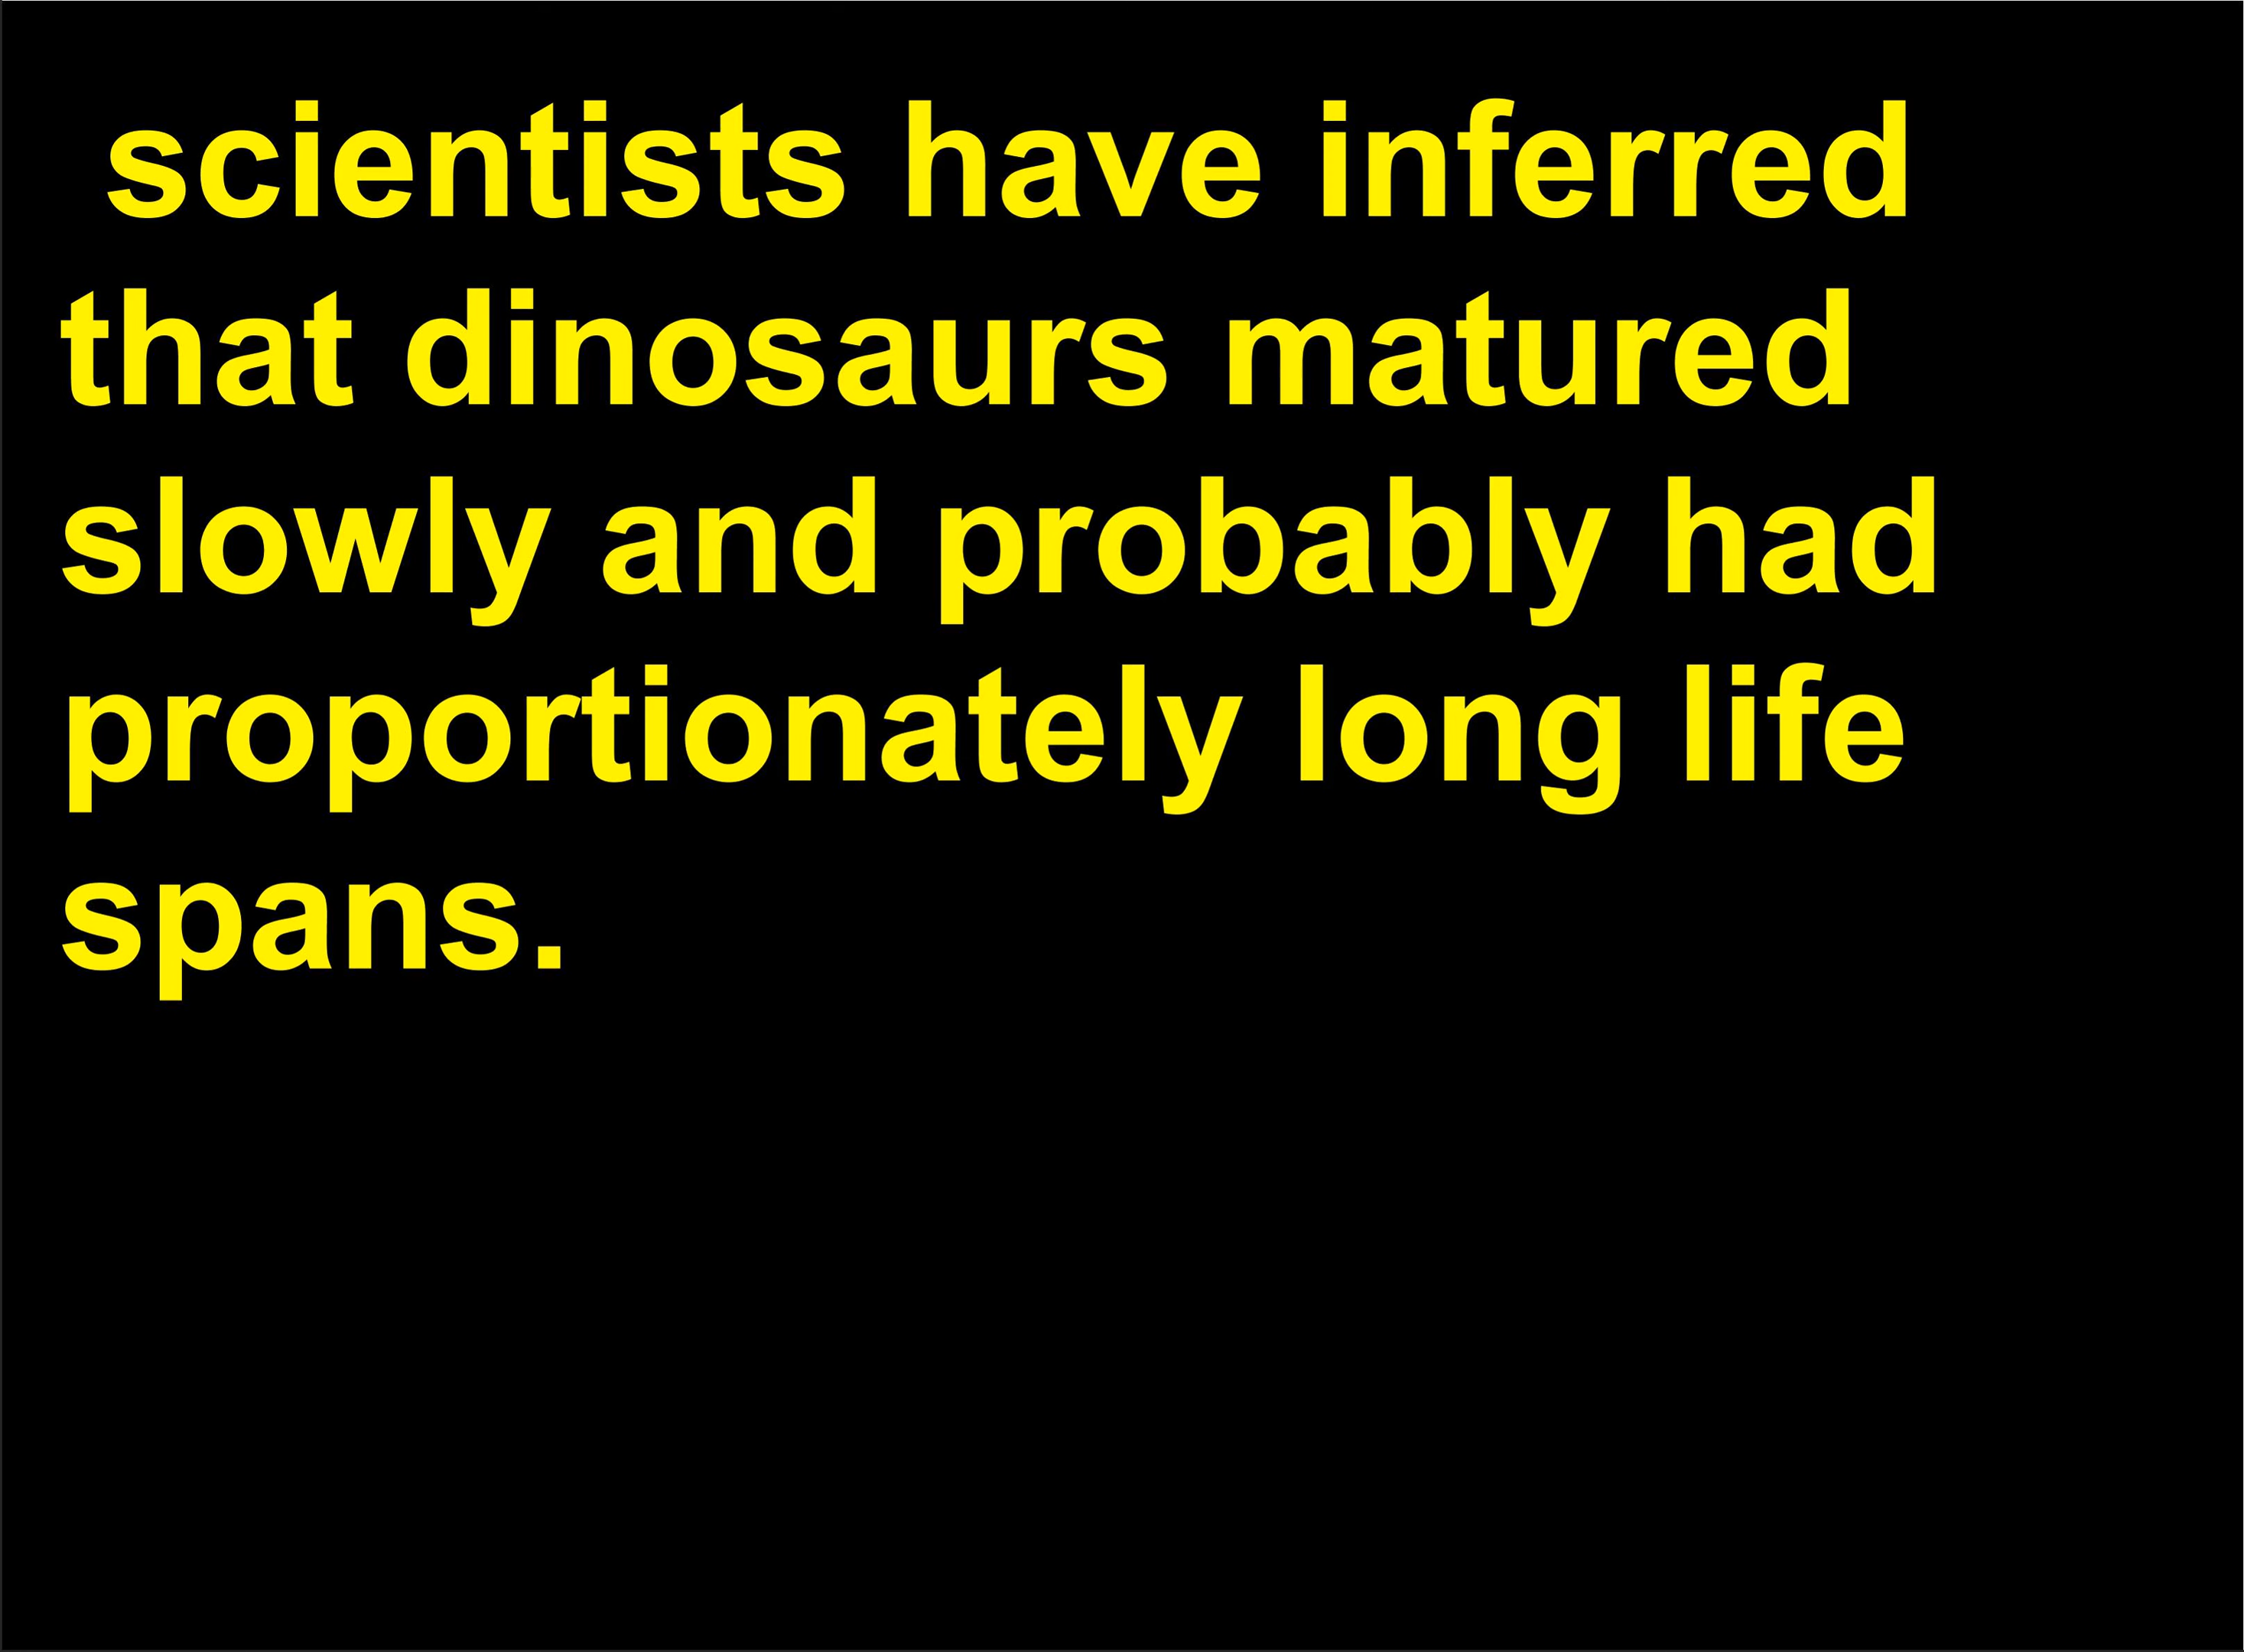 scientists have inferred
that dinosaurs matured
slowly and probably had
proportionately long life
spans.